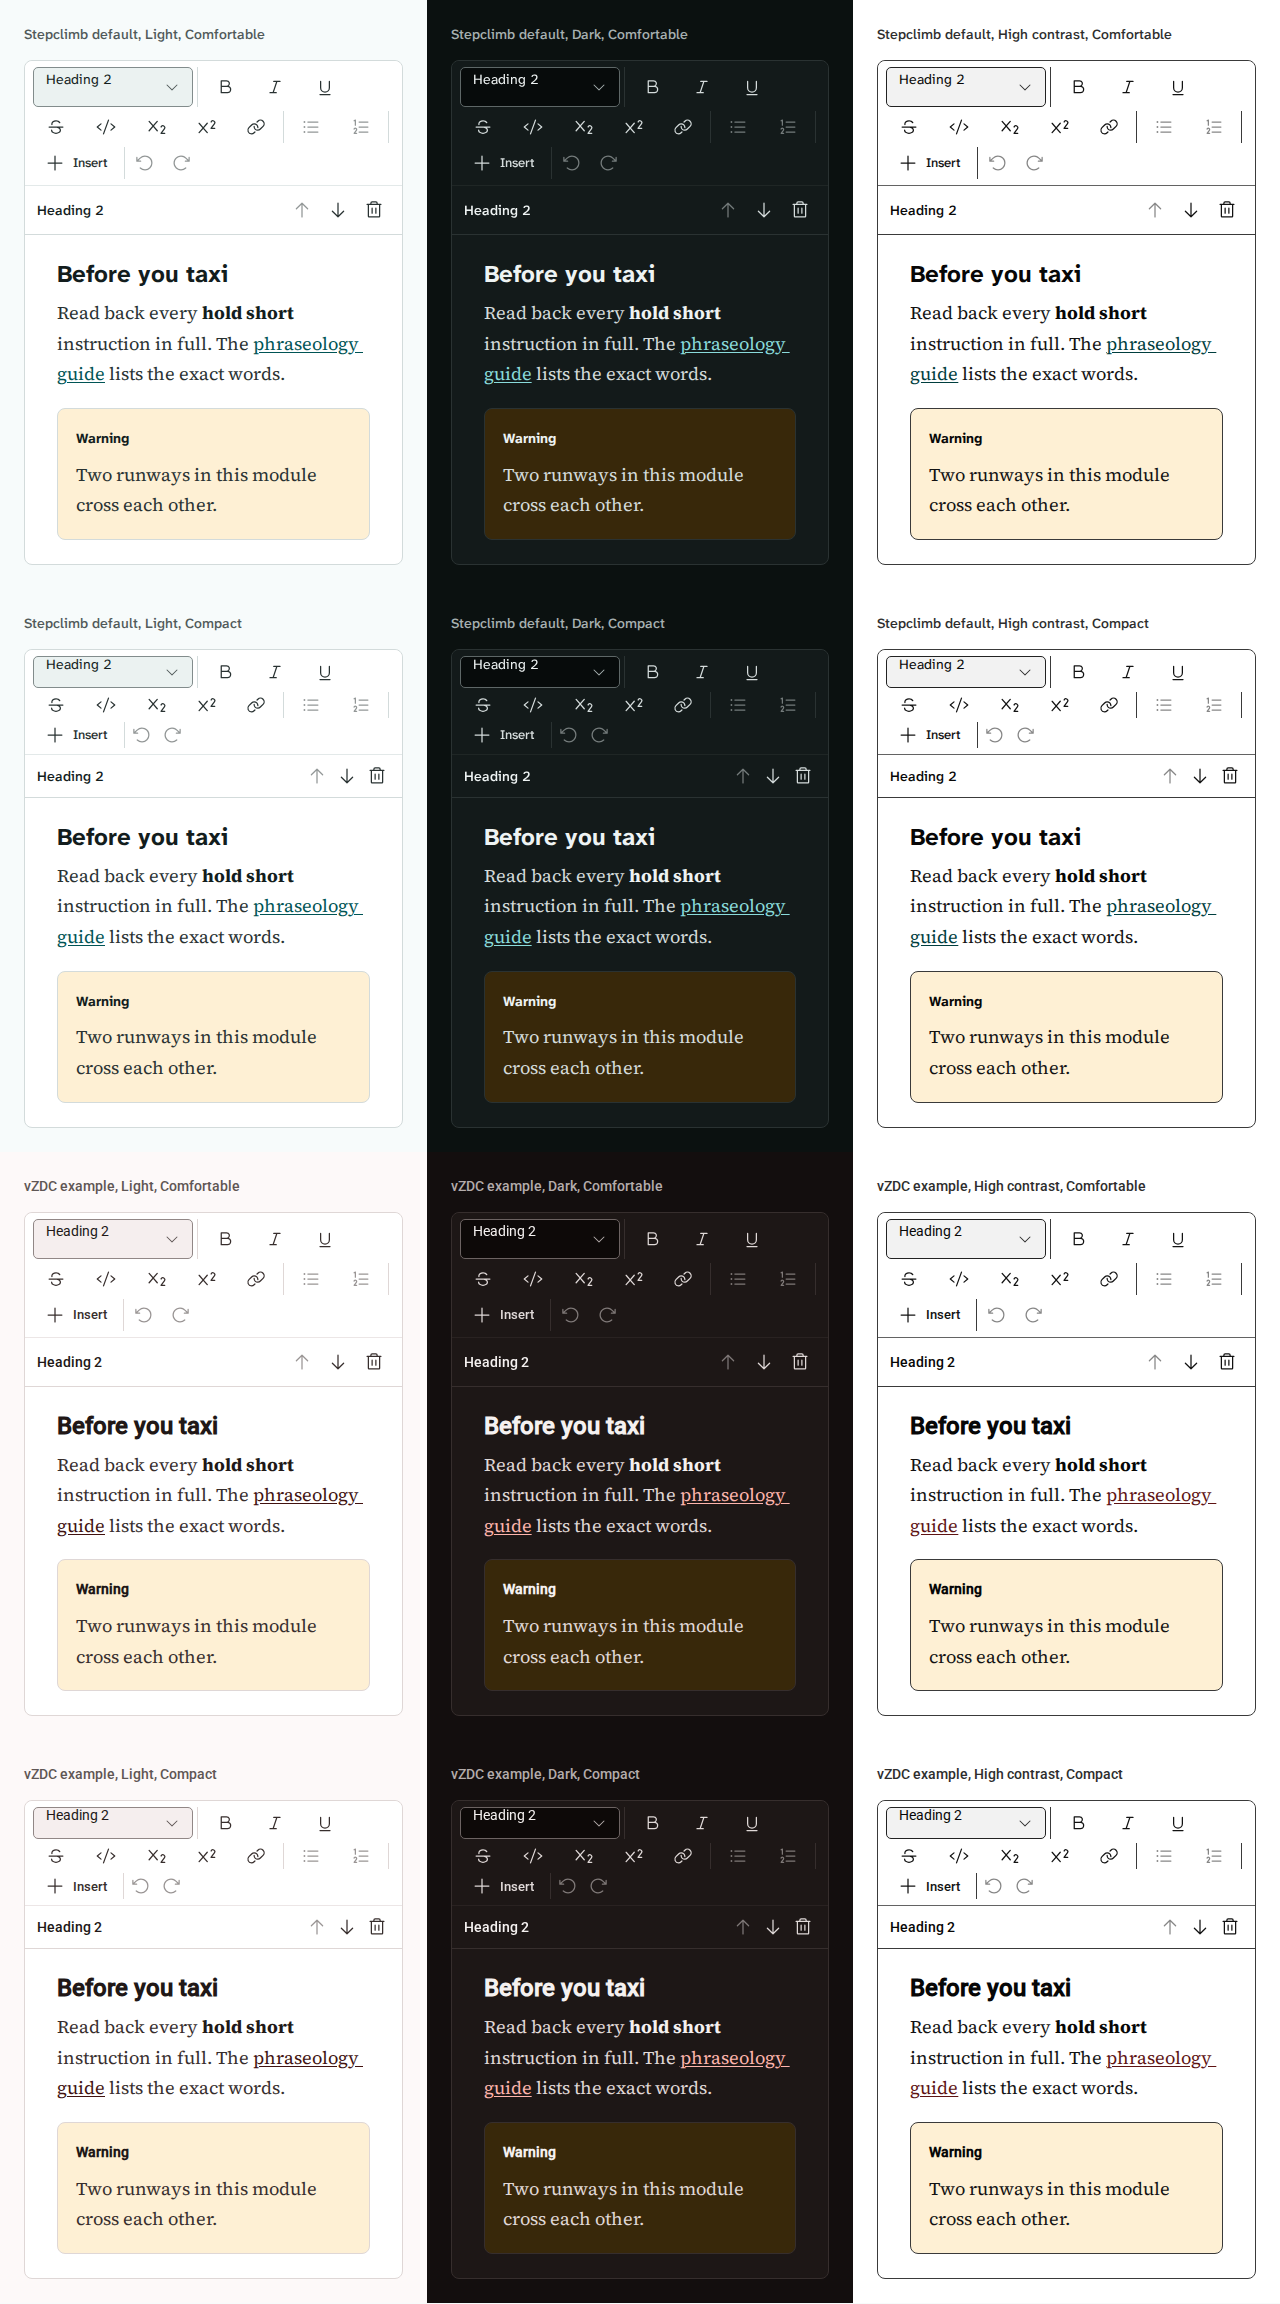 Stepclimb default, Light, Comfortable
Heading 2
Insert
Heading 2
Before you taxi
Read back every hold short
instruction in full. The phraseology
guide lists the exact words.
Warning
Two runways in this module
cross each other.
Stepclimb default, Dark, Comfortable
Heading 2
Insert
Heading 2
Before you taxi
Read back every hold short
instruction in full. The phraseology
guide lists the exact words.
Warning
Two runways in this module
cross each other.
Stepclimb default, High contrast, Comfortable
Heading 2
Insert
Heading 2
Before you taxi
Read back every hold short
instruction in full. The phraseology
guide lists the exact words.
Warning
Two runways in this module
cross each other.
Stepclimb default, Light, Compact
Heading 2
Insert
Heading 2
Before you taxi
Read back every hold short
instruction in full. The phraseology
guide lists the exact words.
Warning
Two runways in this module
cross each other.
Stepclimb default, Dark, Compact
Heading 2
Insert
Heading 2
Before you taxi
Read back every hold short
instruction in full. The phraseology
guide lists the exact words.
Warning
Two runways in this module
cross each other.
Stepclimb default, High contrast, Compact
Heading 2
Insert
Heading 2
Before you taxi
Read back every hold short
instruction in full. The phraseology
guide lists the exact words.
Warning
Two runways in this module
cross each other.
vZDC example, Light, Comfortable
Heading 2
Insert
Heading 2
Before you taxi
Read back every hold short
instruction in full. The phraseology
guide lists the exact words.
Warning
Two runways in this module
cross each other.
vZDC example, Dark, Comfortable
Heading 2
Insert
Heading 2
Before you taxi
Read back every hold short
instruction in full. The phraseology
guide lists the exact words.
Warning
Two runways in this module
cross each other.
vZDC example, High contrast, Comfortable
Heading 2
Insert
Heading 2
Before you taxi
Read back every hold short
instruction in full. The phraseology
guide lists the exact words.
Warning
Two runways in this module
cross each other.
vZDC example, Light, Compact
Heading 2
Insert
Heading 2
Before you taxi
Read back every hold short
instruction in full. The phraseology
guide lists the exact words.
Warning
Two runways in this module
cross each other.
vZDC example, Dark, Compact
Heading 2
Insert
Heading 2
Before you taxi
Read back every hold short
instruction in full. The phraseology
guide lists the exact words.
Warning
Two runways in this module
cross each other.
vZDC example, High contrast, Compact
Heading 2
Insert
Heading 2
Before you taxi
Read back every hold short
instruction in full. The phraseology
guide lists the exact words.
Warning
Two runways in this module
cross each other.